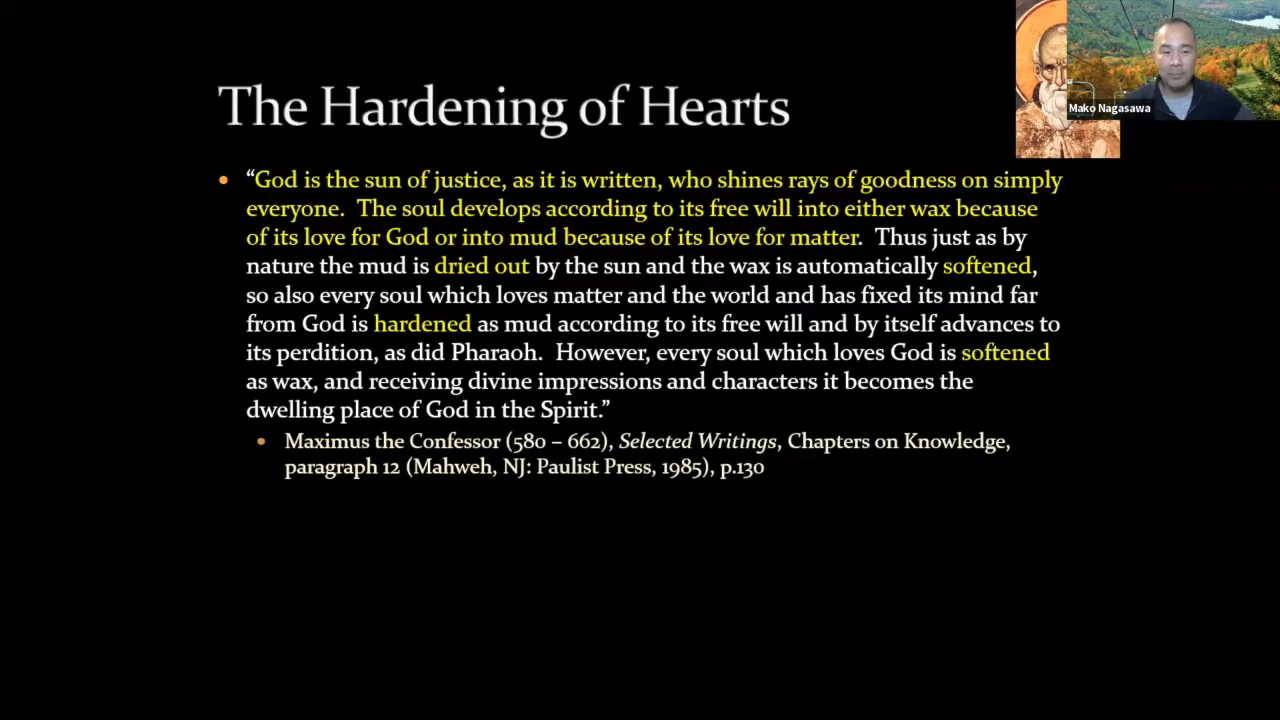 The Hardening of Hearts
Mako Nagasawa
• “God is the sun of justice, as it is written, who shines rays of goodness on simply
everyone.  The soul develops according to its free will into either wax because
of its love for God or into mud because of its love for matter.  Thus just as by
nature the mud is dried out by the sun and the wax is automatically softened,
so also every soul which loves matter and the world and has fixed its mind far
from God is hardened as mud according to its free will and by itself advances to
its perdition, as did Pharaoh.  However, every soul which loves God is softened
as wax, and receiving divine impressions and characters it becomes the
dwelling place of God in the Spirit.”
• Maximus the Confessor (580 – 662), Selected Writings, Chapters on Knowledge,
paragraph 12 (Mahweh, NJ: Paulist Press, 1985), p.130